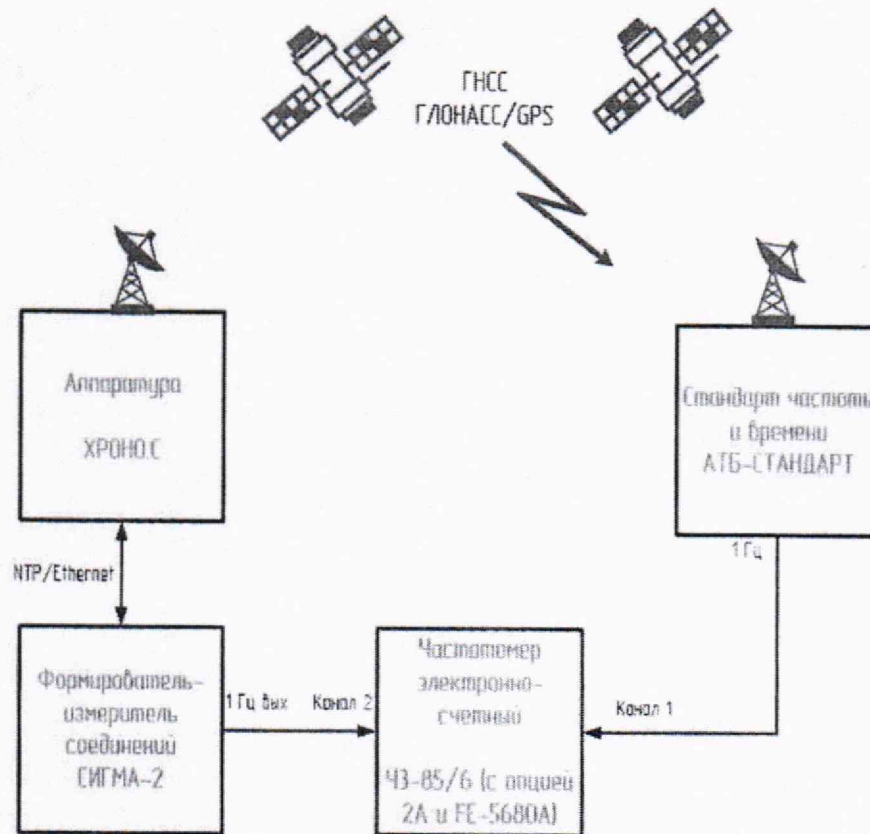 ГНСС
ГЛОНАСС/GPS
Аппаратура
ХРОНО.С
Стандарт частоты
и времени
АТБ-СТАНДАРТ
NTP/Ethernet
1 Гц
Формирователь-
измеритель
соединений
СИГМА-2
1 Гц вых
Канал 2
Частотомер
электронно-
счетный
ЧЗ-85/6 (с опцией
2А и FE-5680A)
Канал 1